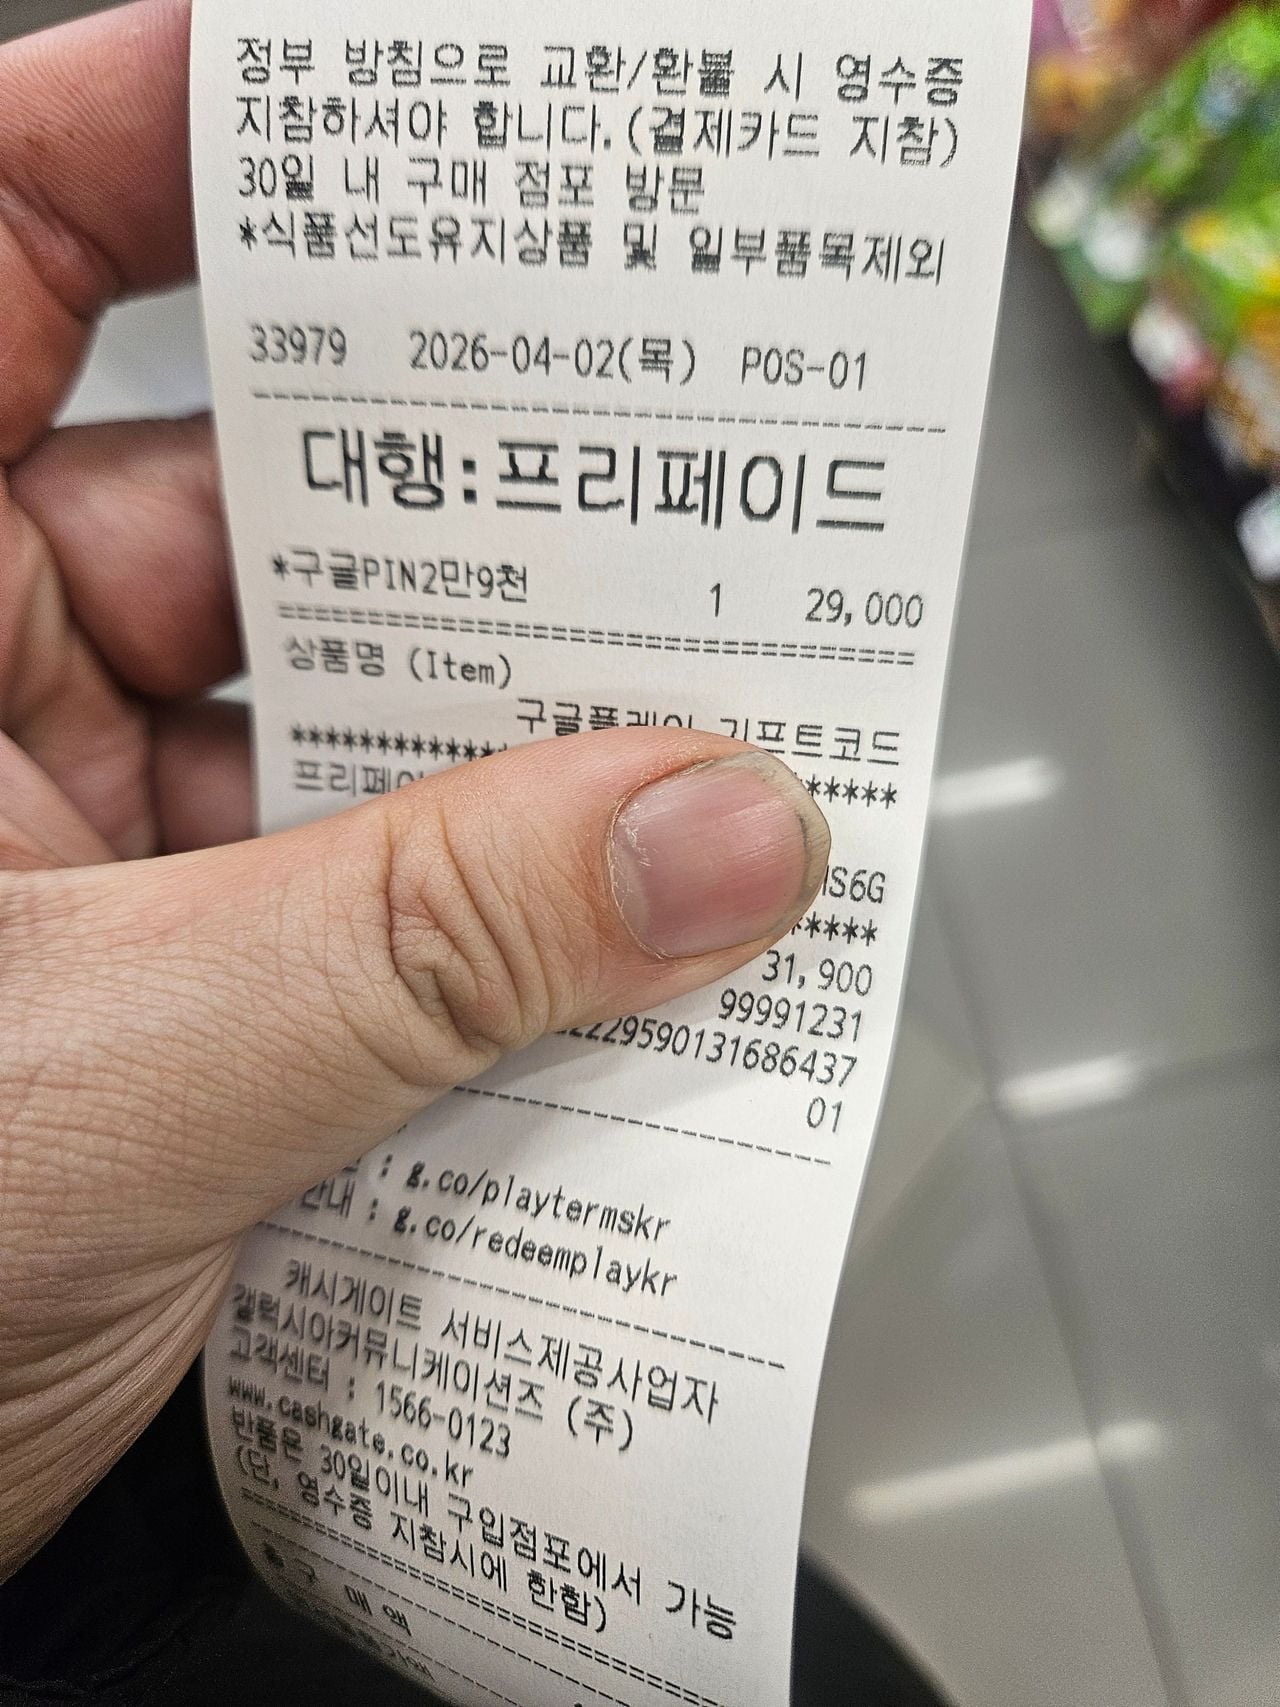 정부 방침으로 교환/환불 시 영수증
지참하셔야 합니다.(결제카드 지참)
30일 내 구매 점포 방문
*식품선도유지상품 및 일부품목제외
33979 2026-04-02(목) POS-01
대행:프리페이드
*구글PIN2만9천 1 29,000
상품명 (Item)
구글플레이 기프트코드
프리페이
S6G
31,900
99991231
2229590131686437
01
: g.co/playtermskr
안내 : g.co/redeemplaykr
캐시게이트 서비스제공사업자
갤럭시아커뮤니케이션즈 (주)
고객센터 : 1566-0123
www.cashgate.co.kr
반품은 30일이내 구입점포에서 가능
(단, 영수증 지참시에 한함)
* 구 매 액